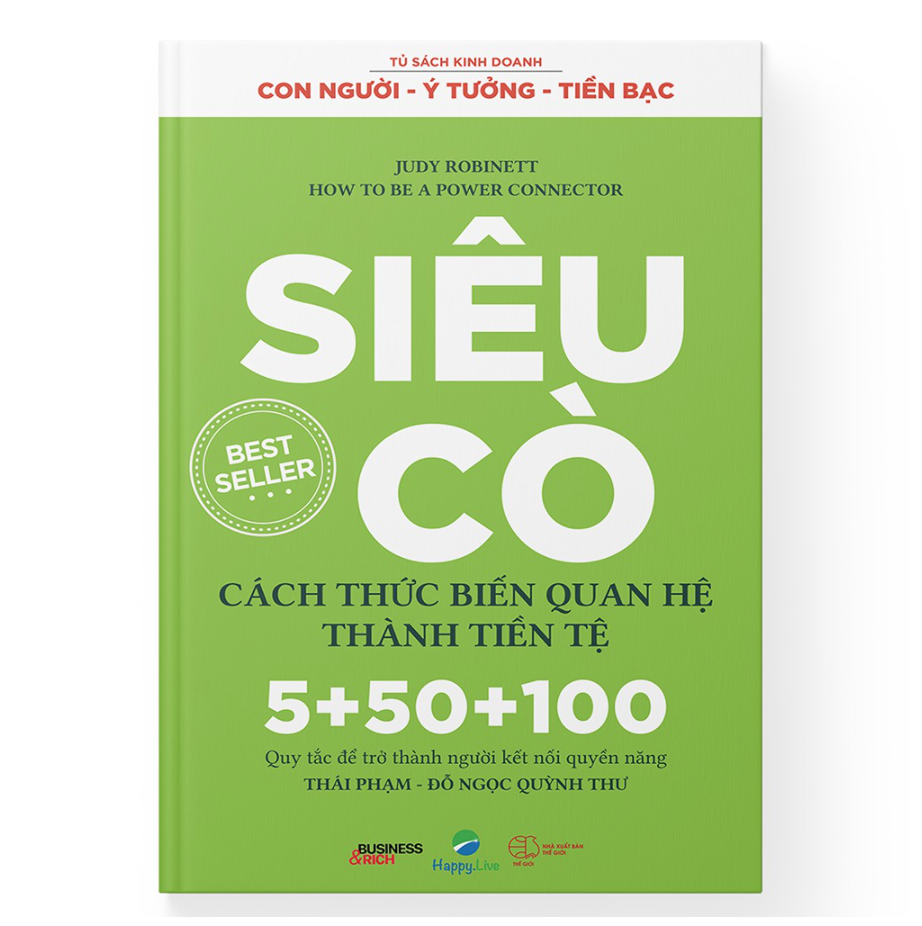 TỦ SÁCH KINH DOANH
CON NGƯỜI - Ý TƯỞNG - TIỀN BẠC
JUDY ROBINETT
HOW TO BE A POWER CONNECTOR
SIÊU
CÒ
BEST
SELLER
CÁCH THỨC BIẾN QUAN HỆ
THÀNH TIỀN TỆ
5+50+100
Quy tắc để trở thành người kết nối quyền năng
THÁI PHẠM - ĐỖ NGỌC QUỲNH THƯ
BUSINESS
&RICH
Happy.Live
NHÀ XUẤT BẢN
THẾ GIỚI
THẾ GIỚI